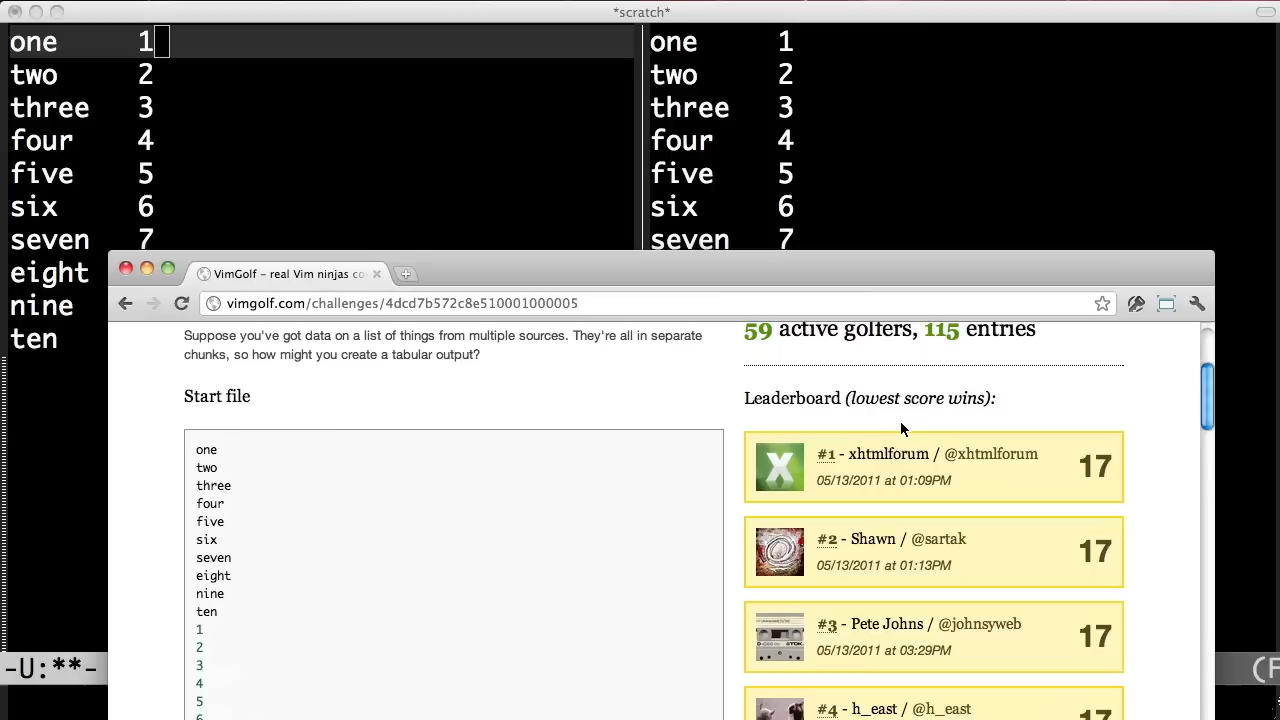 *scratch*
one     1
two     2
three   3
four    4
five    5
six     6
seven   7
eight
nine
ten
one     1
two     2
three   3
four    4
five    5
six     6
seven   7
-U:**-
(F
VimGolf - real Vim ninjas co
vimgolf.com/challenges/4dcd7b572c8e510001000005
Suppose you've got data on a list of things from multiple sources. They're all in separate
chunks, so how might you create a tabular output?
Start file
one
two
three
four
five
six
seven
eight
nine
ten
1
2
3
4
5
59 active golfers, 115 entries
Leaderboard (lowest score wins):
#1 - xhtmlforum / @xhtmlforum
05/13/2011 at 01:09PM
17
#2 - Shawn / @sartak
05/13/2011 at 01:13PM
17
#3 - Pete Johns / @johnsyweb
05/13/2011 at 03:29PM
17
#4 - h_east / @h_east
17